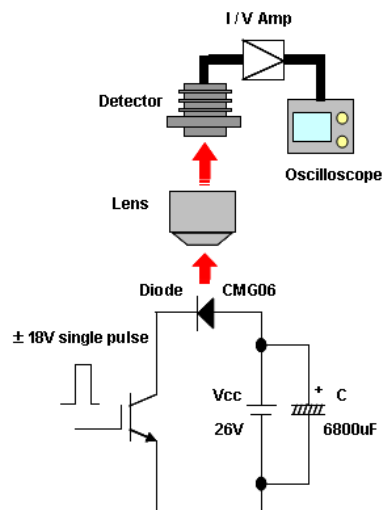 I / V Amp
Detector
Oscilloscope
Lens
Diode CMG06
± 18V single pulse
Vcc
+ C
26V
6800uF